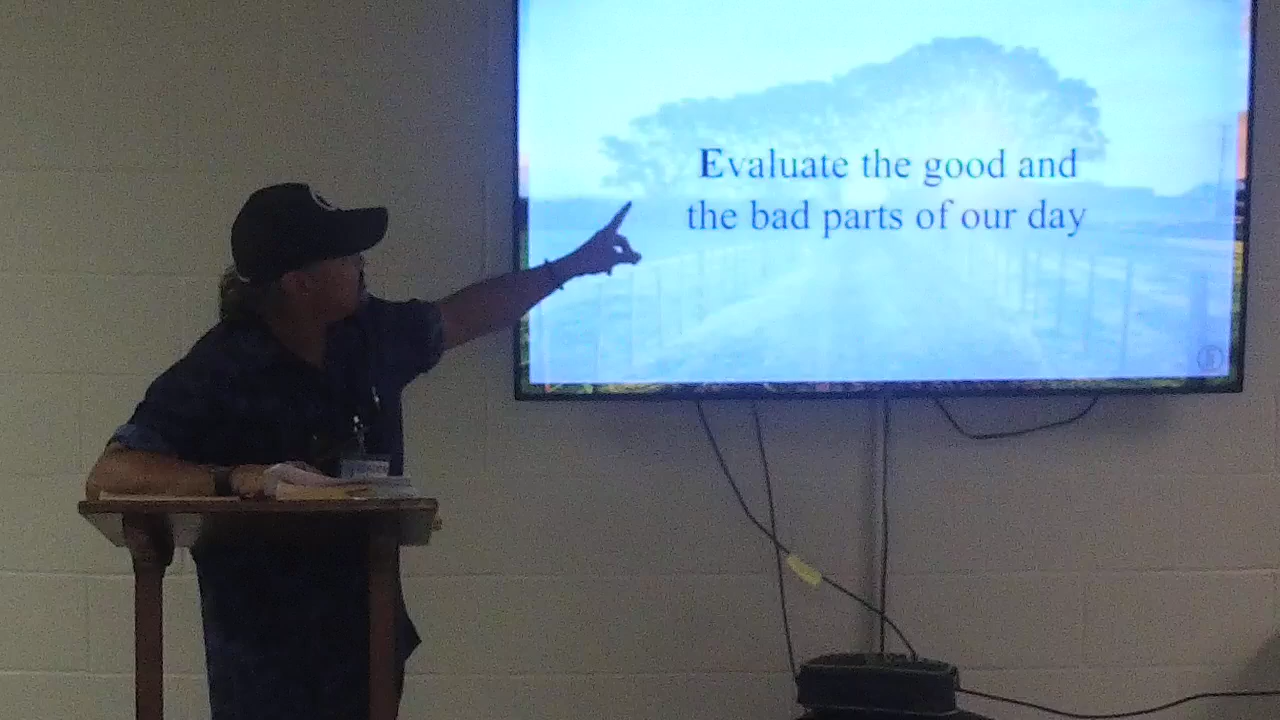 Evaluate the good and
the bad parts of our day